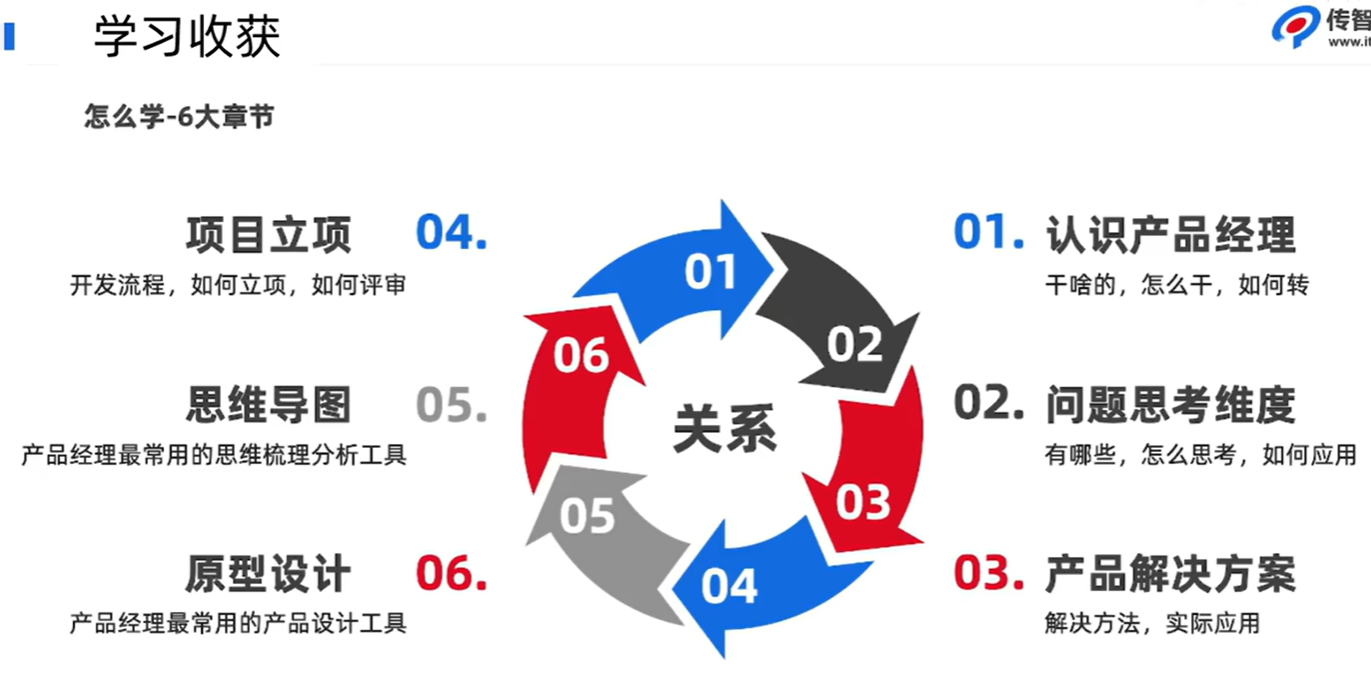 学习收获
传智
www.it
怎么学-6大章节
项目立项 04.
开发流程，如何立项，如何评审
思维导图 05.
产品经理最常用的思维梳理分析工具
原型设计 06.
产品经理最常用的产品设计工具
01
02
03
04
05
06
关系
01. 认识产品经理
干啥的，怎么干，如何转
02. 问题思考维度
有哪些，怎么思考，如何应用
03. 产品解决方案
解决方法，实际应用